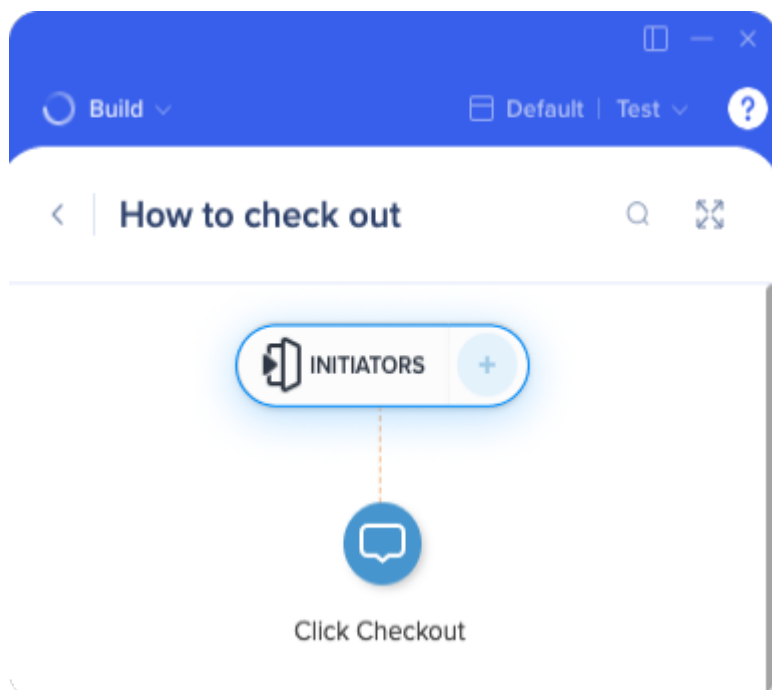 Build
Default | Test
?
How to check out
INITIATORS +
Click Checkout